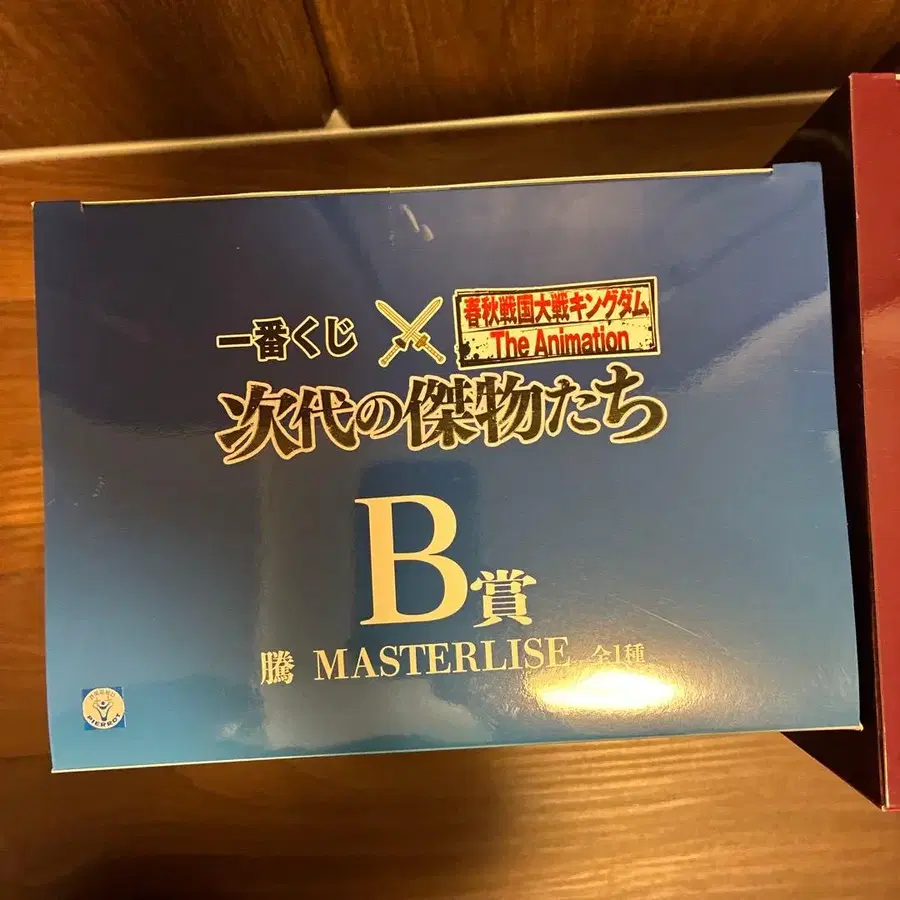 一番くじ
春秋戦国大戦キングダム
The Animation
次代の傑物たち
B賞
騰 MASTERLISE 全1種
PIERROT